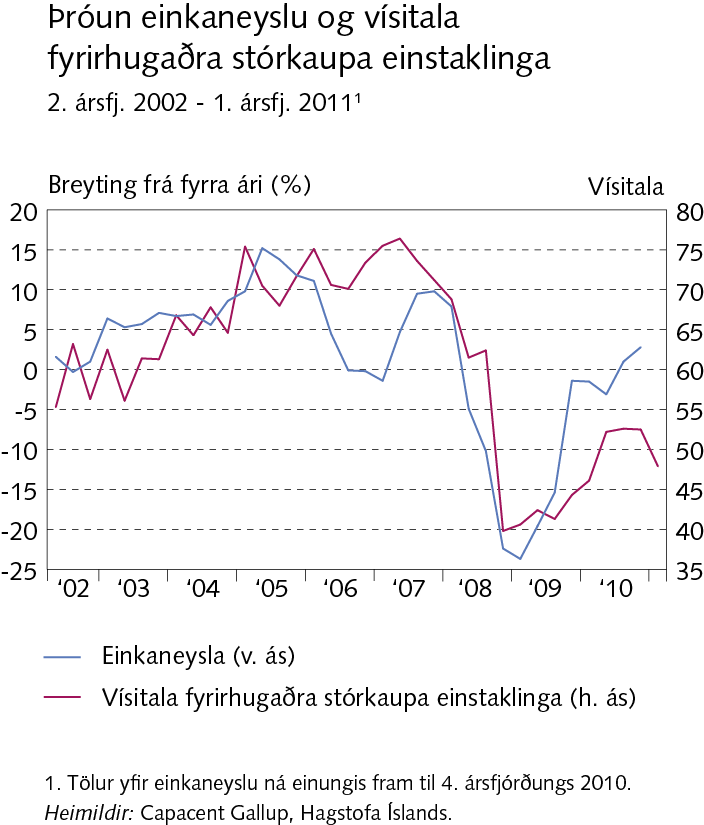 Þróun einkaneyslu og vísitala
fyrirhugaðra stórkaupa einstaklinga
2. ársfj. 2002 - 1. ársfj. 2011¹
Breyting frá fyrra ári (%) Vísitala
20 80
15 75
10 70
5 65
0 60
-5 55
-10 50
-15 45
-20 40
-25 35
‘02 ‘03 ‘04 ‘05 ‘06 ‘07 ‘08 ‘09 ‘10
Einkaneysla (v. ás)
Vísitala fyrirhugaðra stórkaupa einstaklinga (h. ás)
1. Tölur yfir einkaneyslu ná einungis fram til 4. ársfjórðungs 2010.
Heimildir: Capacent Gallup, Hagstofa Íslands.